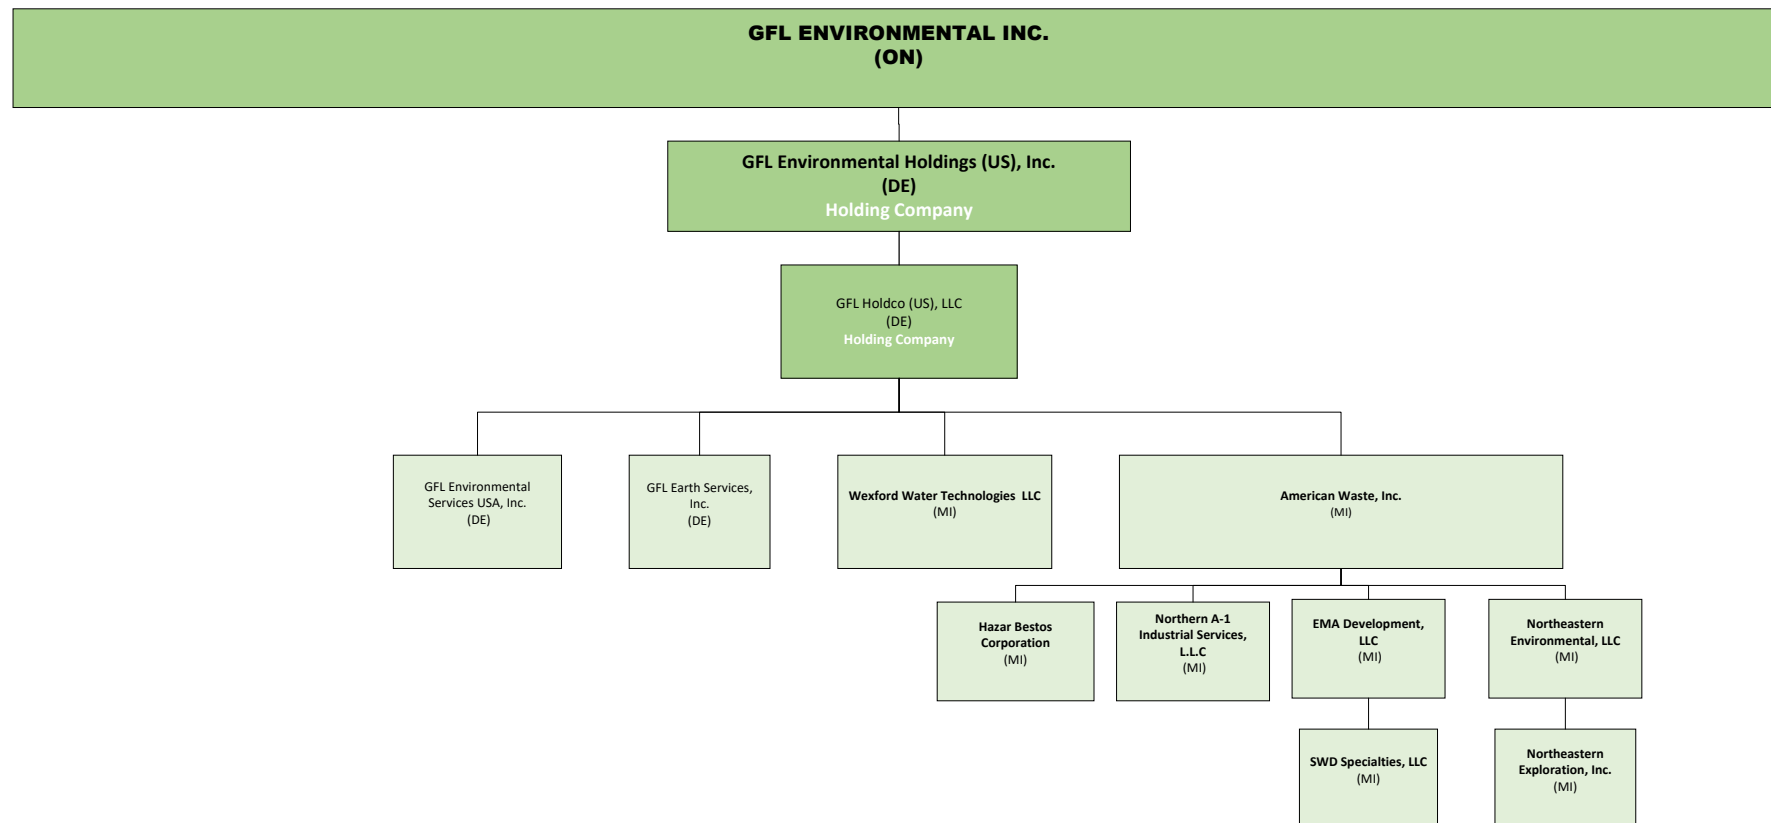 GFL ENVIRONMENTAL INC.
(ON)
GFL Environmental Holdings (US), Inc.
(DE)
Holding Company
GFL Holdco (US), LLC
(DE)
Holding Company
GFL Environmental
Services USA, Inc.
(DE)
GFL Earth Services,
Inc.
(DE)
Wexford Water Technologies  LLC
(MI)
American Waste, Inc.
(MI)
Hazar Bestos
Corporation
(MI)
Northern A-1
Industrial Services,
L.L.C
(MI)
EMA Development,
LLC
(MI)
Northeastern
Environmental, LLC
(MI)
SWD Specialties, LLC
(MI)
Northeastern
Exploration, Inc.
(MI)